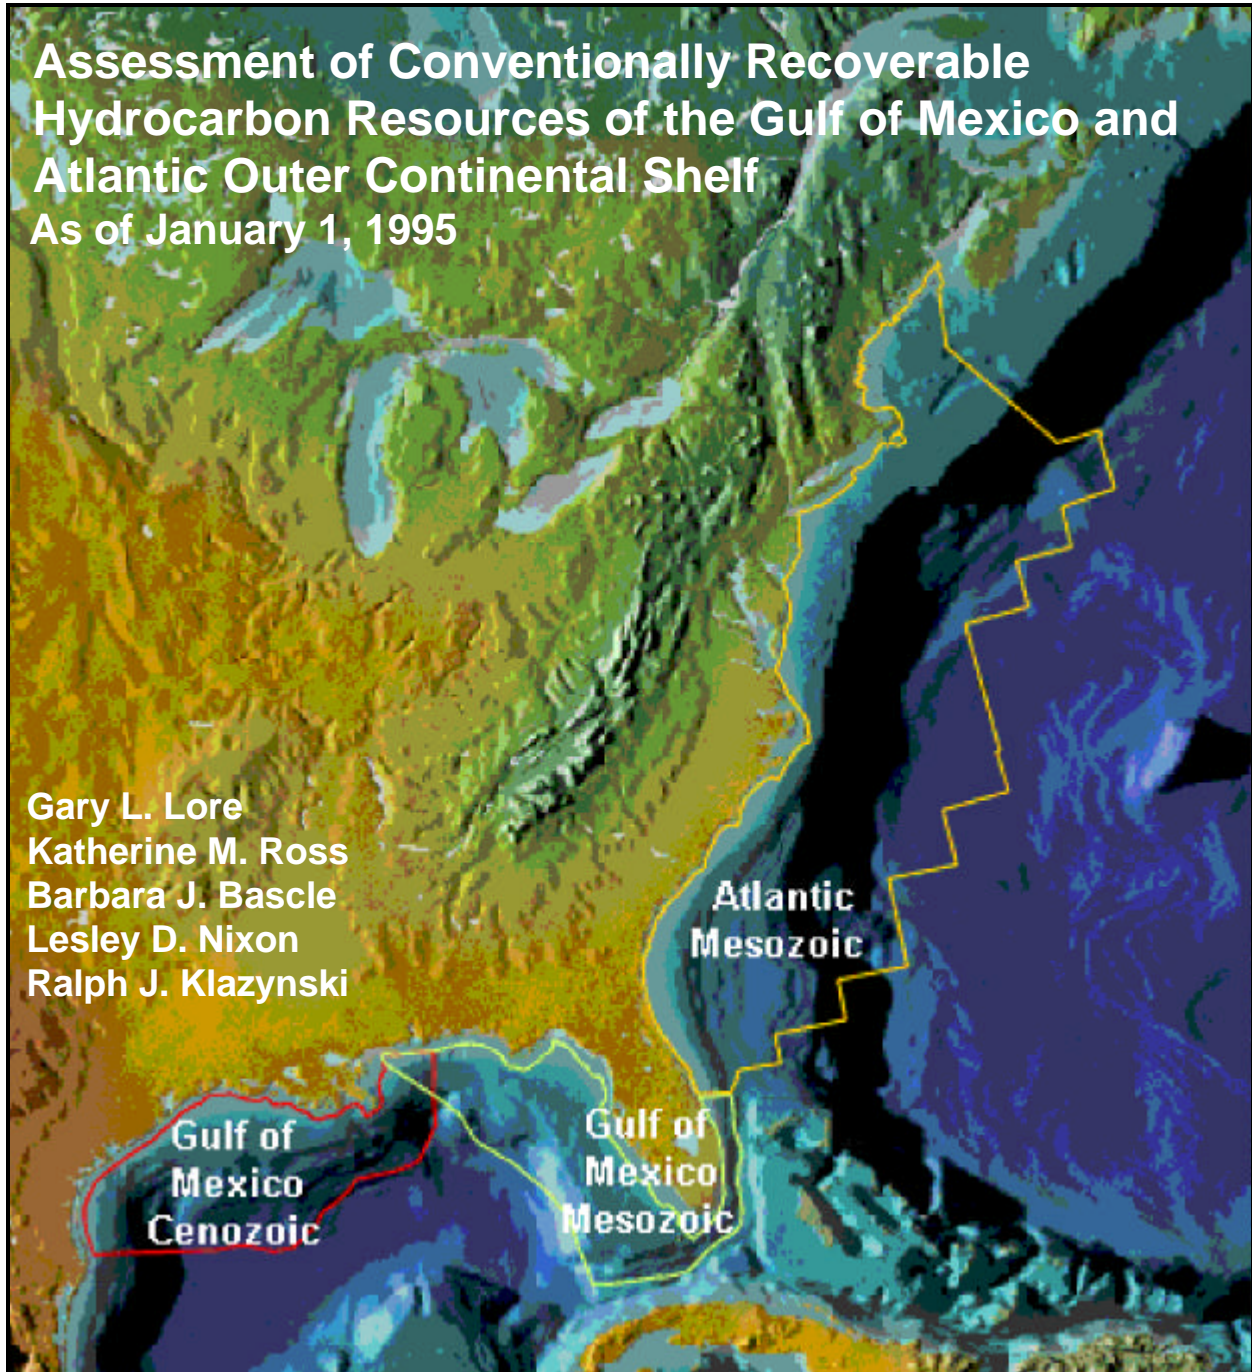 Assessment of Conventionally Recoverable
Hydrocarbon Resources of the Gulf of Mexico and
Atlantic Outer Continental Shelf
As of January 1, 1995
Gary L. Lore
Katherine M. Ross
Barbara J. Bascle
Lesley D. Nixon
Ralph J. Klazynski
Atlantic
Mesozoic
Gulf of
Mexico
Cenozoic
Gulf of
Mexico
Mesozoic